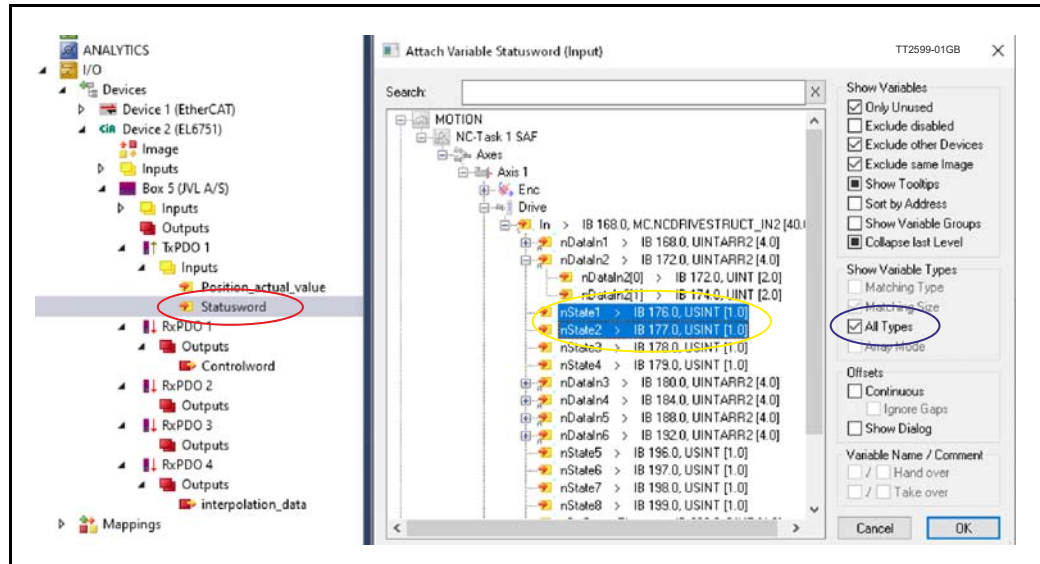 ANALYTICS
I/O
Devices
Device 1 (EtherCAT)
CiA Device 2 (EL6751)
Image
Inputs
Box 5 (JVL A/S)
Inputs
Outputs
TxPDO 1
Inputs
Position_actual_value
Statusword
RxPDO 1
Outputs
Controlword
RxPDO 2
Outputs
RxPDO 3
Outputs
RxPDO 4
Outputs
interpolation_data
Mappings
Attach Variable Statusword (Input)
TT2599-01GB
Search:
MOTION
NC-Task 1 SAF
Axes
Axis 1
Enc
Drive
In > IB 168.0, MC.NCDRIVESTRUCT_IN2 [40.
nDataIn1 > IB 168.0, UINTARR2 [4.0]
nDataIn2 > IB 172.0, UINTARR2 [4.0]
nDataIn2[0] > IB 172.0, UINT [2.0]
nDataIn2[1] > IB 174.0, UINT [2.0]
nState1 > IB 176.0, USINT [1.0]
nState2 > IB 177.0, USINT [1.0]
nState3 > IB 178.0, USINT [1.0]
nState4 > IB 179.0, USINT [1.0]
nDataIn3 > IB 180.0, UINTARR2 [4.0]
nDataIn4 > IB 184.0, UINTARR2 [4.0]
nDataIn5 > IB 188.0, UINTARR2 [4.0]
nDataIn6 > IB 192.0, UINTARR2 [4.0]
nState5 > IB 196.0, USINT [1.0]
nState6 > IB 197.0, USINT [1.0]
nState7 > IB 198.0, USINT [1.0]
nState8 > IB 199.0, USINT [1.0]
Show Variables
Only Unused
Exclude disabled
Exclude other Devices
Exclude same Image
Show Tooltips
Sort by Address
Show Variable Groups
Collapse last Level
Show Variable Types
Matching Type
Matching Size
All Types
Array Mode
Offsets
Continuous
Ignore Gaps
Show Dialog
Variable Name / Comment
/ Hand over
/ Take over
Cancel OK